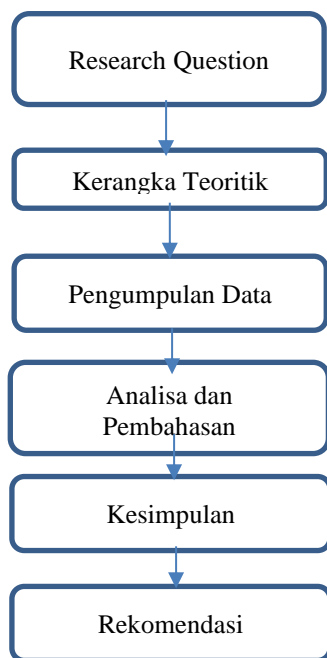 Research Question
Kerangka Teoritik
Pengumpulan Data
Analisa dan
Pembahasan
Kesimpulan
Rekomendasi